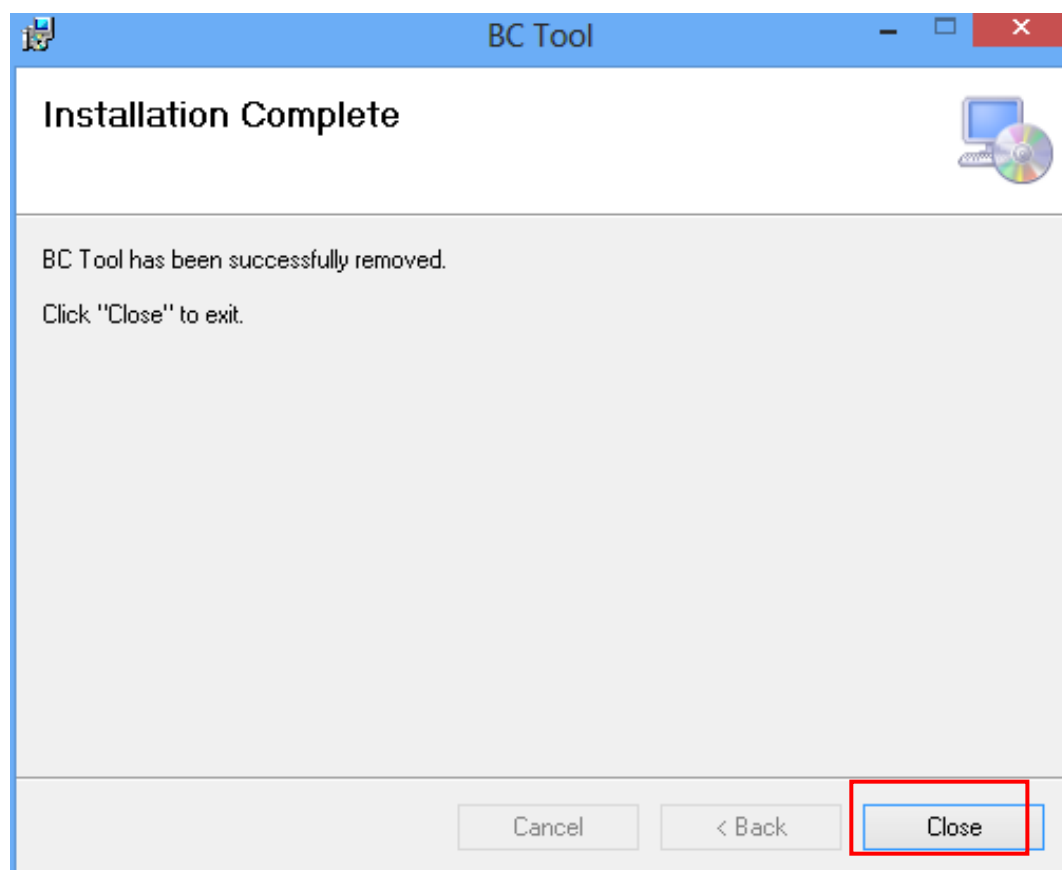 BC Tool
Installation Complete
BC Tool has been successfully removed.
Click "Close" to exit.
Cancel
< Back
Close